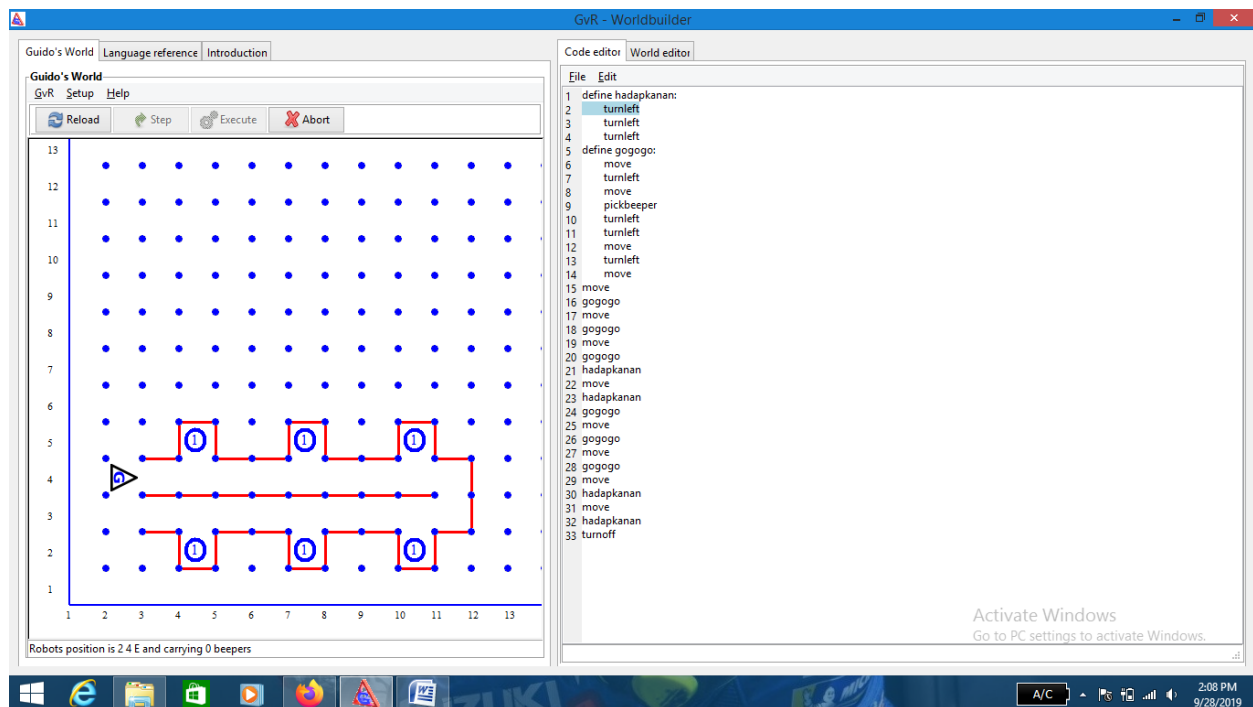 GvR - Worldbuilder
Guido's World Language reference Introduction
Guido's World
GvR Setup Help
Reload Step Execute Abort
13
12
11
10
9
8
7
6
5
4
3
2
1
1 1 1
G
1 1 1
1 2 3 4 5 6 7 8 9 10 11 12 13
Robots position is 2 4 E and carrying 0 beepers
Code editor World editor
File Edit
1 define hadapkanan:
2 turnleft
3 turnleft
4 turnleft
5 define gogogo:
6 move
7 turnleft
8 move
9 pickbeeper
10 turnleft
11 turnleft
12 move
13 turnleft
14 move
15 move
16 gogogo
17 move
18 gogogo
19 move
20 gogogo
21 hadapkanan
22 move
23 hadapkanan
24 gogogo
25 move
26 gogogo
27 move
28 gogogo
29 move
30 hadapkanan
31 move
32 hadapkanan
33 turnoff
Activate Windows
Go to PC settings to activate Windows.
A/C
2:08 PM
9/28/2019